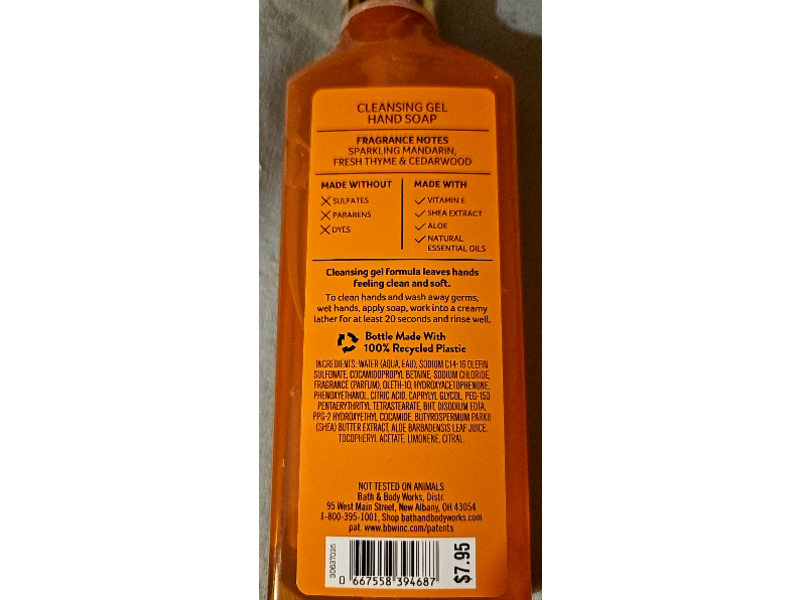 CLEANSING GEL
HAND SOAP
FRAGRANCE NOTES
SPARKLING MANDARIN,
FRESH THYME & CEDARWOOD
MADE WITHOUT
SULFATES
PARABENS
DYES
MADE WITH
VITAMIN E
SHEA EXTRACT
ALOE
NATURAL
ESSENTIAL OILS
Cleansing gel formula leaves hands
feeling clean and soft.
To clean hands and wash away germs,
wet hands, apply soap, work into a creamy
lather for at least 20 seconds and rinse well.
Bottle Made With
100% Recycled Plastic
INGREDIENTS: WATER (AQUA, EAU), SODIUM C14-16 OLEFIN
SULFONATE, COCAMIDOPROPYL BETAINE, SODIUM CHLORIDE,
FRAGRANCE (PARFUM), OLETH-10, HYDROXYACETOPHENONE,
PHENOXYETHANOL, CITRIC ACID, CAPRYLYL GLYCOL, PEG-150
PENTAERYTHRITYL TETRASTEARATE, BHT, DISODIUM EDTA,
PPG-2 HYDROXYETHYL COCAMIDE, BUTYROSPERMUM PARKII
(SHEA) BUTTER EXTRACT, ALOE BARBADENSIS LEAF JUICE,
TOCOPHERYL ACETATE, LIMONENE, CITRAL.
NOT TESTED ON ANIMALS
Bath & Body Works, Distr.
95 West Main Street, New Albany, OH 43054
1-800-395-1001, Shop bathandbodyworks.com
pat. www.bbwinc.com/patents
0 667558 394687
$7.95